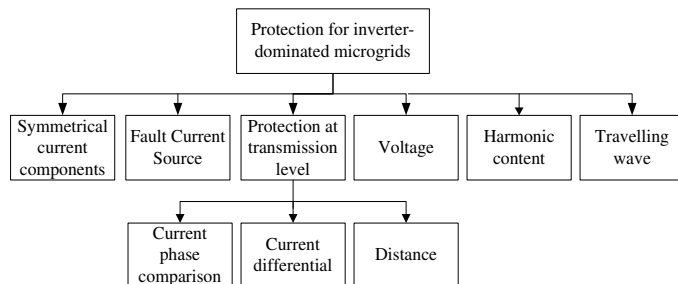 Protection for inverter-
dominated microgrids
Symmetrical
current
components
Fault Current
Source
Protection at
transmission
level
Voltage
Harmonic
content
Travelling
wave
Current
phase
comparison
Current
differential
Distance